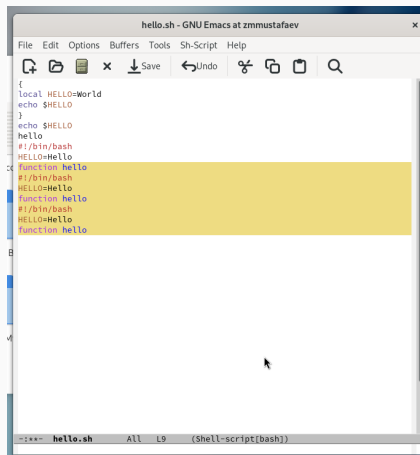 hello.sh - GNU Emacs at zmmustafaev
File Edit Options Buffers Tools Sh-Script Help
Save Undo
{
local HELLO=World
echo $HELLO
}
echo $HELLO
hello
#!/bin/bash
HELLO=Hello
function hello
#!/bin/bash
HELLO=Hello
function hello
#!/bin/bash
HELLO=Hello
function hello
-:**- hello.sh All L9 (Shell-script[bash])